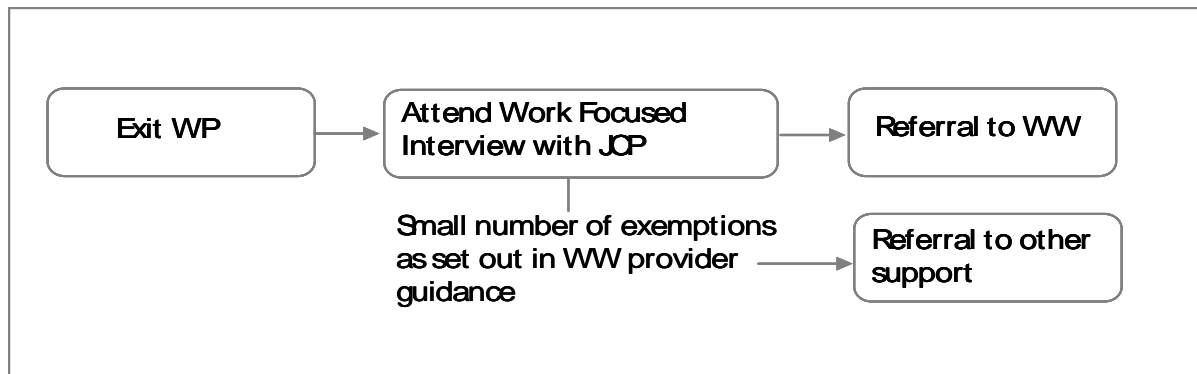 Exit WP
Attend Work Focused
Interview with JCP
Referral to WW
Small number of exemptions
as set out in WW provider
guidance
Referral to other
support